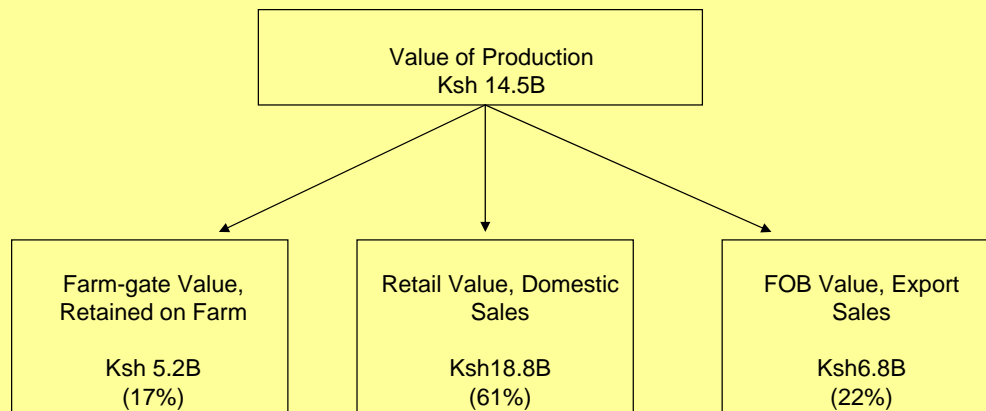 Value of Production
Ksh 14.5B
Farm-gate Value,
Retained on Farm
Ksh 5.2B
(17%)
Retail Value, Domestic
Sales
Ksh18.8B
(61%)
FOB Value, Export
Sales
Ksh6.8B
(22%)